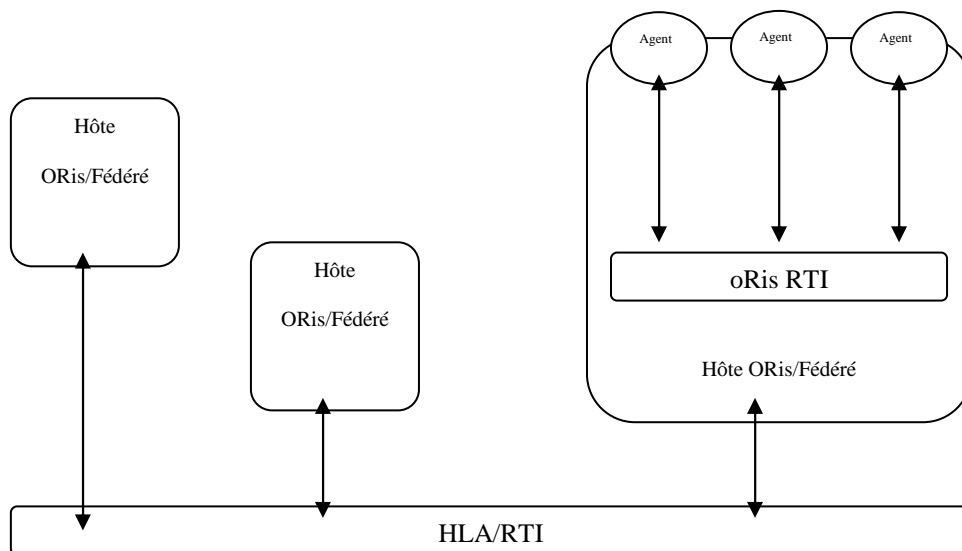 Agent
Agent
Agent
Hôte
ORis/Fédéré
Hôte
ORis/Fédéré
oRis RTI
Hôte ORis/Fédéré
HLA/RTI